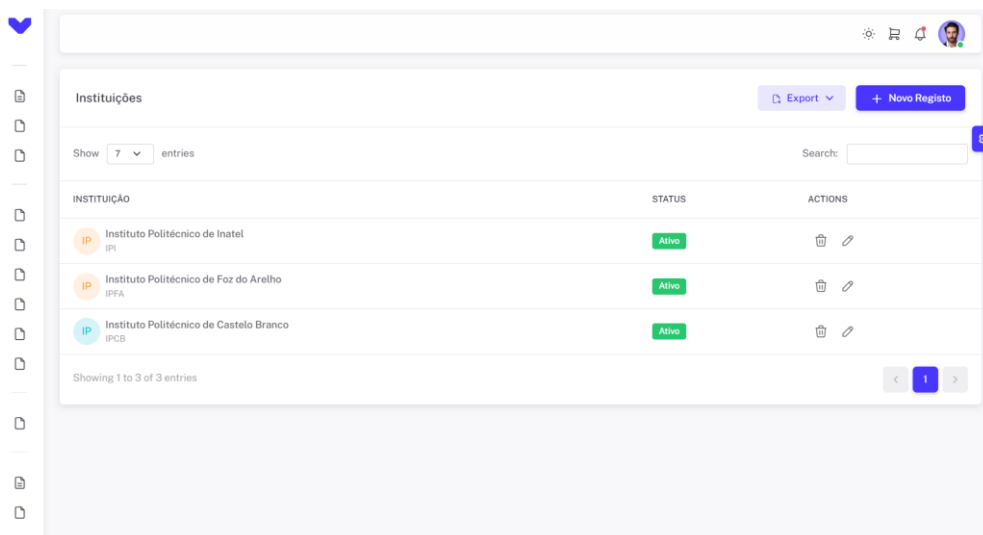 Instituições
Export
+ Novo Registo
Show 7 entries
Search:
INSTITUIÇÃO STATUS ACTIONS
IP Instituto Politécnico de Inatel Ativo
IPI
IP Instituto Politécnico de Foz do Arelho Ativo
IPFA
IP Instituto Politécnico de Castelo Branco Ativo
IPCB
Showing 1 to 3 of 3 entries
< 1 >